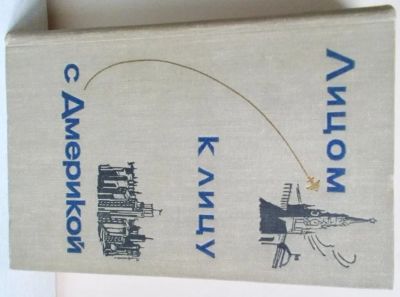 Лицом
к лицу
с Америкой